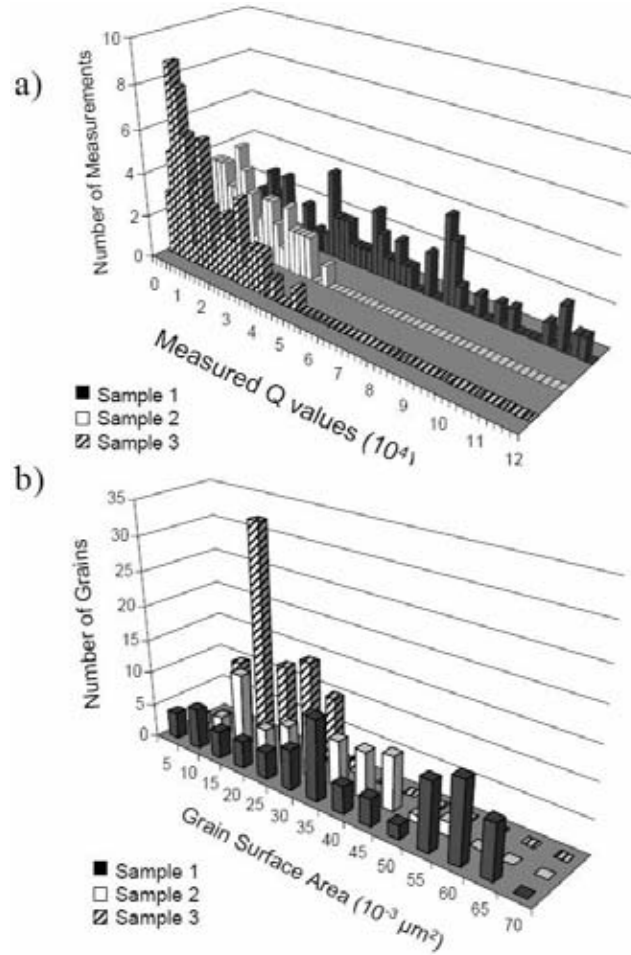 a)
Number of Measurements
10
8
6
4
2
0
0 1 2 3 4 5 6 7 8 9 10 11 12
Measured Q values (10⁴)
Sample 1
Sample 2
Sample 3
b)
Number of Grains
35
30
25
20
15
10
5
0
5 10 15 20 25 30 35 40 45 50 55 60 65 70
Grain Surface Area (10⁻³ µm²)
Sample 1
Sample 2
Sample 3